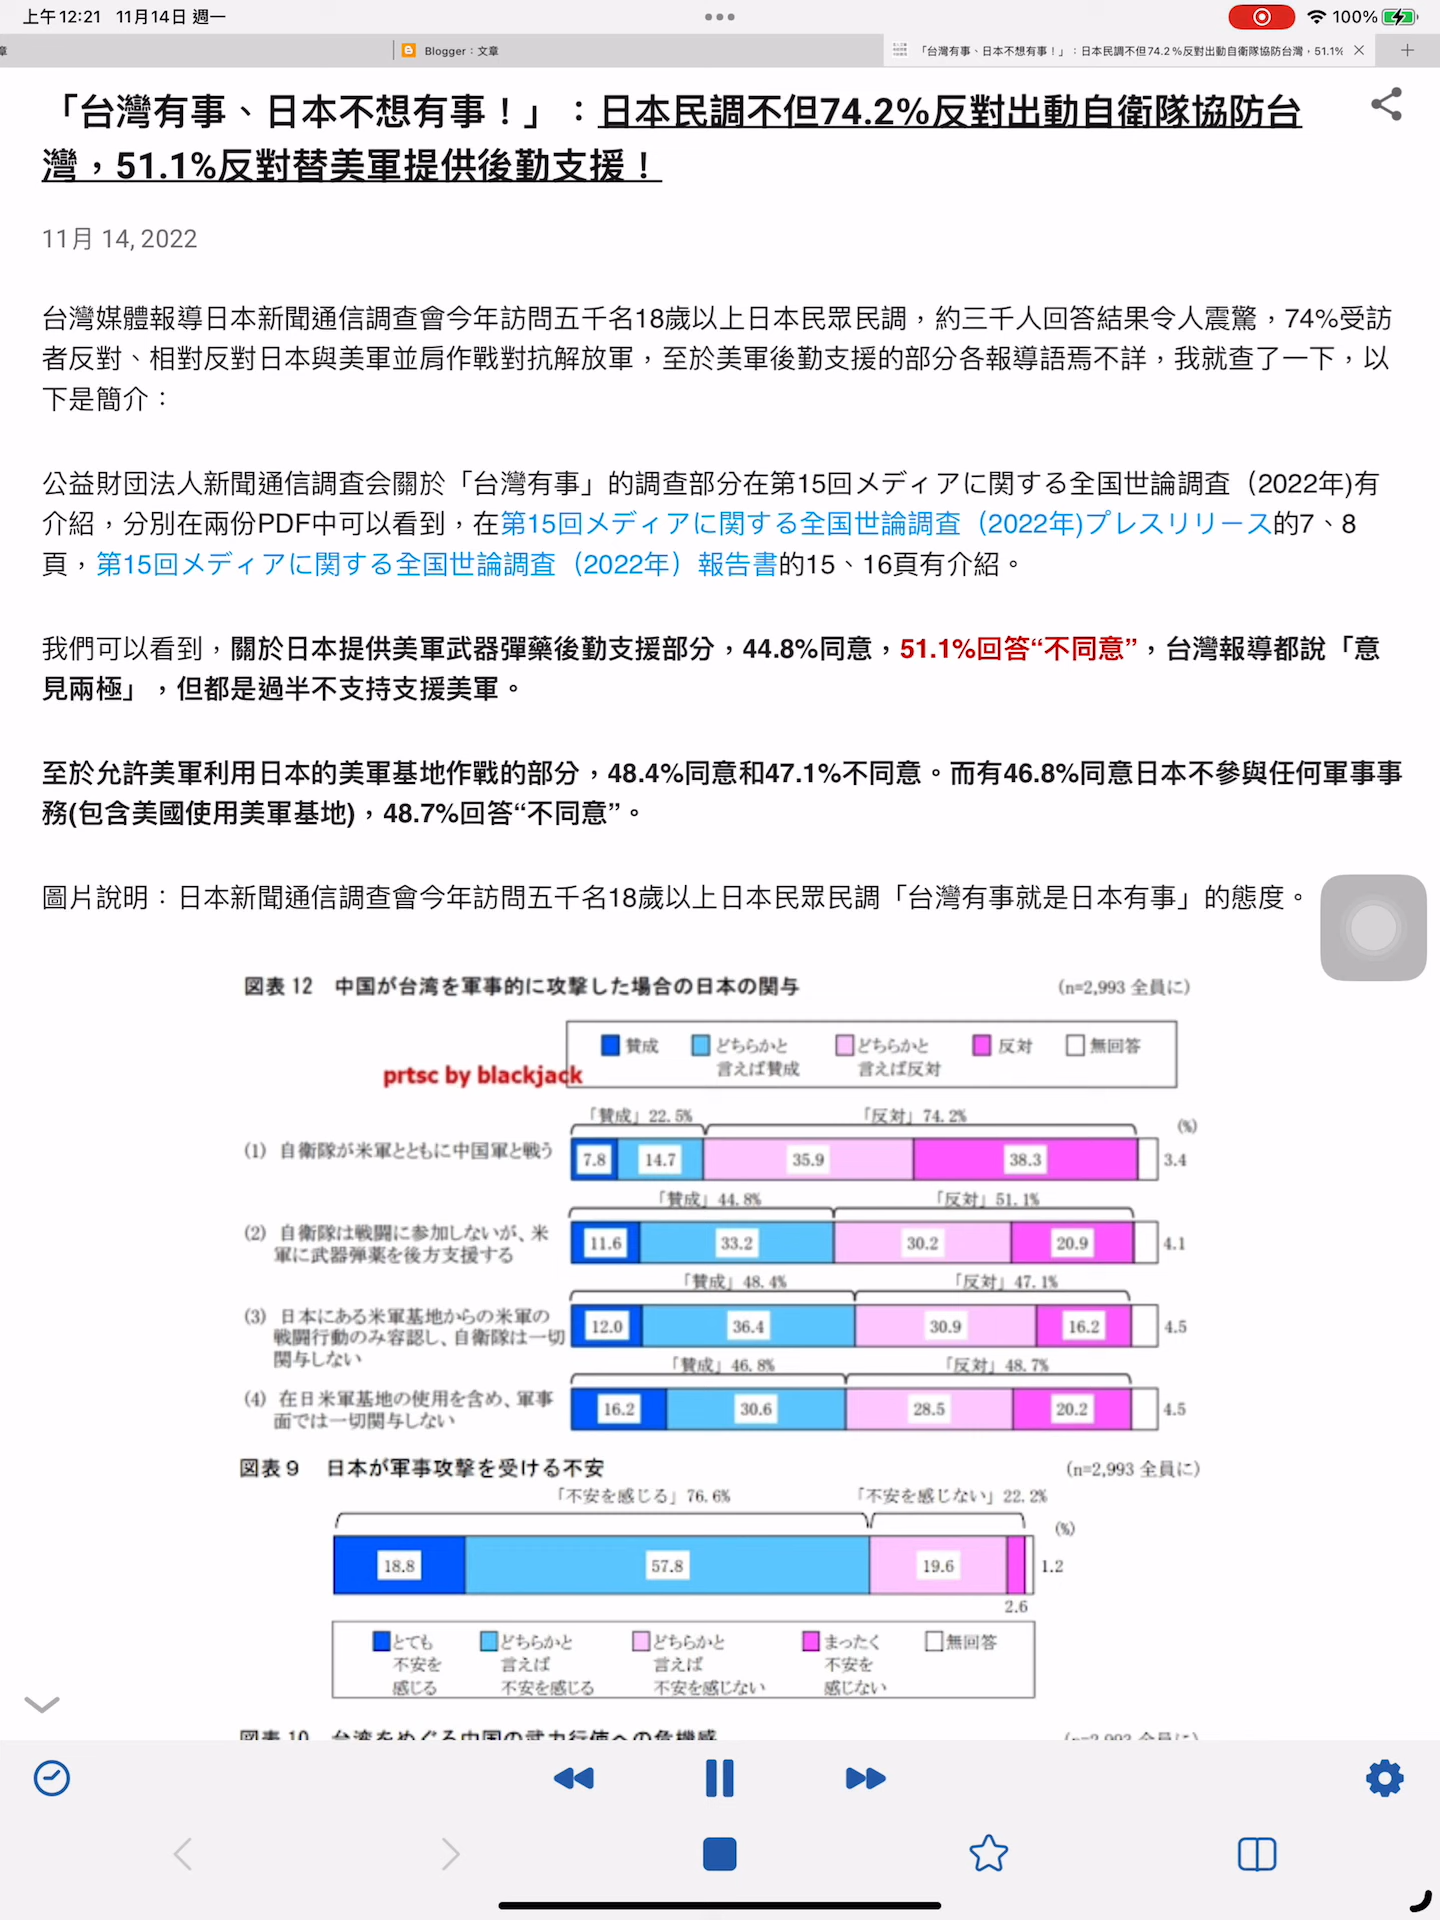 上午12:21 11月14日 週一
100%
章
Blogger：文章
「台灣有事、日本不想有事！」：日本民調不但74.2%反對出動自衛隊協防台灣，51.1%
「台灣有事、日本不想有事！」：日本民調不但74.2%反對出動自衛隊協防台
灣，51.1%反對替美軍提供後勤支援！
11月 14, 2022
台灣媒體報導日本新聞通信調查會今年訪問五千名18歲以上日本民眾民調，約三千人回答結果令人震驚，74%受訪
者反對、相對反對日本與美軍並肩作戰對抗解放軍，至於美軍後勤支援的部分各報導語焉不詳，我就查了一下，以
下是簡介：
公益財団法人新聞通信調査会關於「台灣有事」的調查部分在第15回メディアに関する全国世論調査（2022年)有
介紹，分別在兩份PDF中可以看到，在第15回メディアに関する全国世論調査（2022年)プレスリリース的7、8
頁，第15回メディアに関する全国世論調査（2022年）報告書的15、16頁有介紹。
我們可以看到，關於日本提供美軍武器彈藥後勤支援部分，44.8%同意，51.1%回答“不同意”，台灣報導都說「意
見兩極」，但都是過半不支持支援美軍。
至於允許美軍利用日本的美軍基地作戰的部分，48.4%同意和47.1%不同意。而有46.8%同意日本不參與任何軍事事
務(包含美國使用美軍基地)，48.7%回答“不同意”。
圖片說明：日本新聞通信調查會今年訪問五千名18歲以上日本民眾民調「台灣有事就是日本有事」的態度。
図表 12 中国が台湾を軍事的に攻撃した場合の日本の関与 (n=2,993 全員に)
賛成 どちらかと言えば賛成 どちらかと言えば反対 反対 無回答
prtsc by blackjack
「賛成」22.5% 「反対」74.2%
(%)
(1) 自衛隊が米軍とともに中国軍と戦う 7.8 14.7 35.9 38.3 3.4
「賛成」44.8% 「反対」51.1%
(2) 自衛隊は戦闘に参加しないが、米
軍に武器弾薬を後方支援する 11.6 33.2 30.2 20.9 4.1
「賛成」48.4% 「反対」47.1%
(3) 日本にある米軍基地からの米軍の
戦闘行動のみ容認し、自衛隊は一切
関与しない 12.0 36.4 30.9 16.2 4.5
「賛成」46.8% 「反対」48.7%
(4) 在日米軍基地の使用を含め、軍事
面では一切関与しない 16.2 30.6 28.5 20.2 4.5
図表９ 日本が軍事攻撃を受ける不安 (n=2,993 全員に)
「不安を感じる」76.6% 「不安を感じない」22.2%
(%)
18.8 57.8 19.6 1.2
2.6
とても不安を感じる どちらかと言えば不安を感じる どちらかと言えば不安を感じない まったく不安を感じない 無回答
図表 10 台湾をめぐる中国の武力行使への危機感 (n=2,993 全員に)